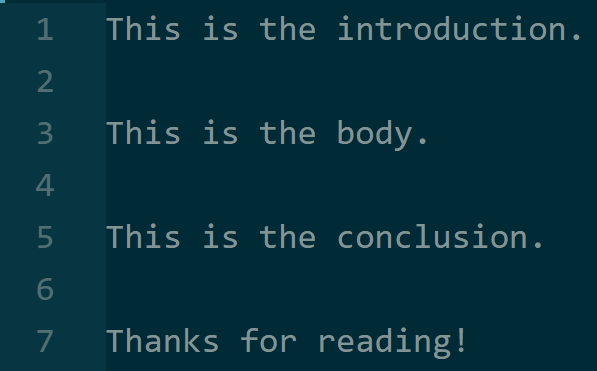 1 This is the introduction.
2
3 This is the body.
4
5 This is the conclusion.
6
7 Thanks for reading!